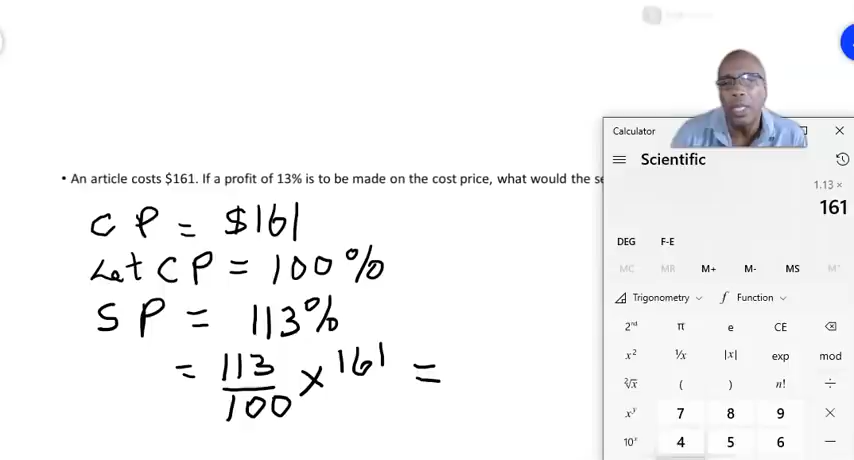 Calculator
Scientific
1.13 ×
161
• An article costs $161. If a profit of 13% is to be made on the cost price, what would the
CP = $161
Let CP = 100%
SP = 113%
= 113/100 × 161 =
DEG F-E
MC MR M+ M- MS M˅
Trigonometry Function
2ⁿᵈ π e CE
x² ⅟x |x| exp mod
²√x ( ) n! ÷
xʸ 7 8 9 ×
10ˣ 4 5 6 −